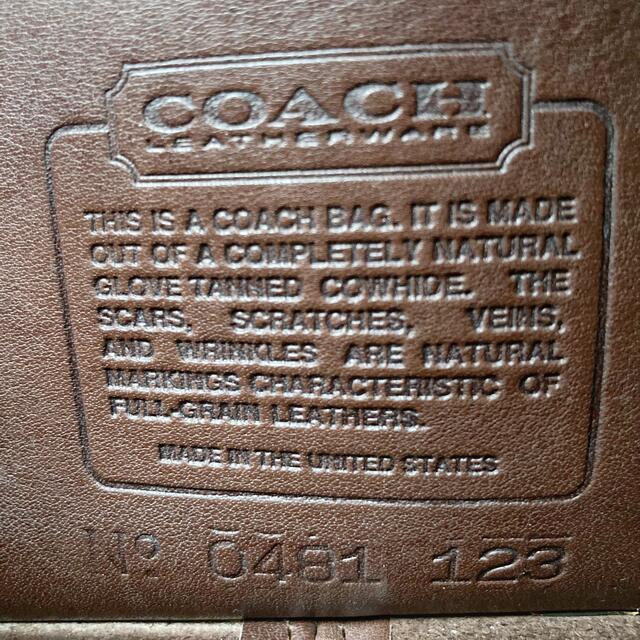 COACH
LEATHERWARE
THIS IS A COACH BAG. IT IS MADE
OUT OF A COMPLETELY NATURAL
GLOVE TANNED COWHIDE. THE
SCARS, SCRATCHES, VEINS,
AND WRINKLES ARE NATURAL
MARKINGS CHARACTERISTIC OF
FULL-GRAIN LEATHERS.
MADE IN THE UNITED STATES
No 0481 123